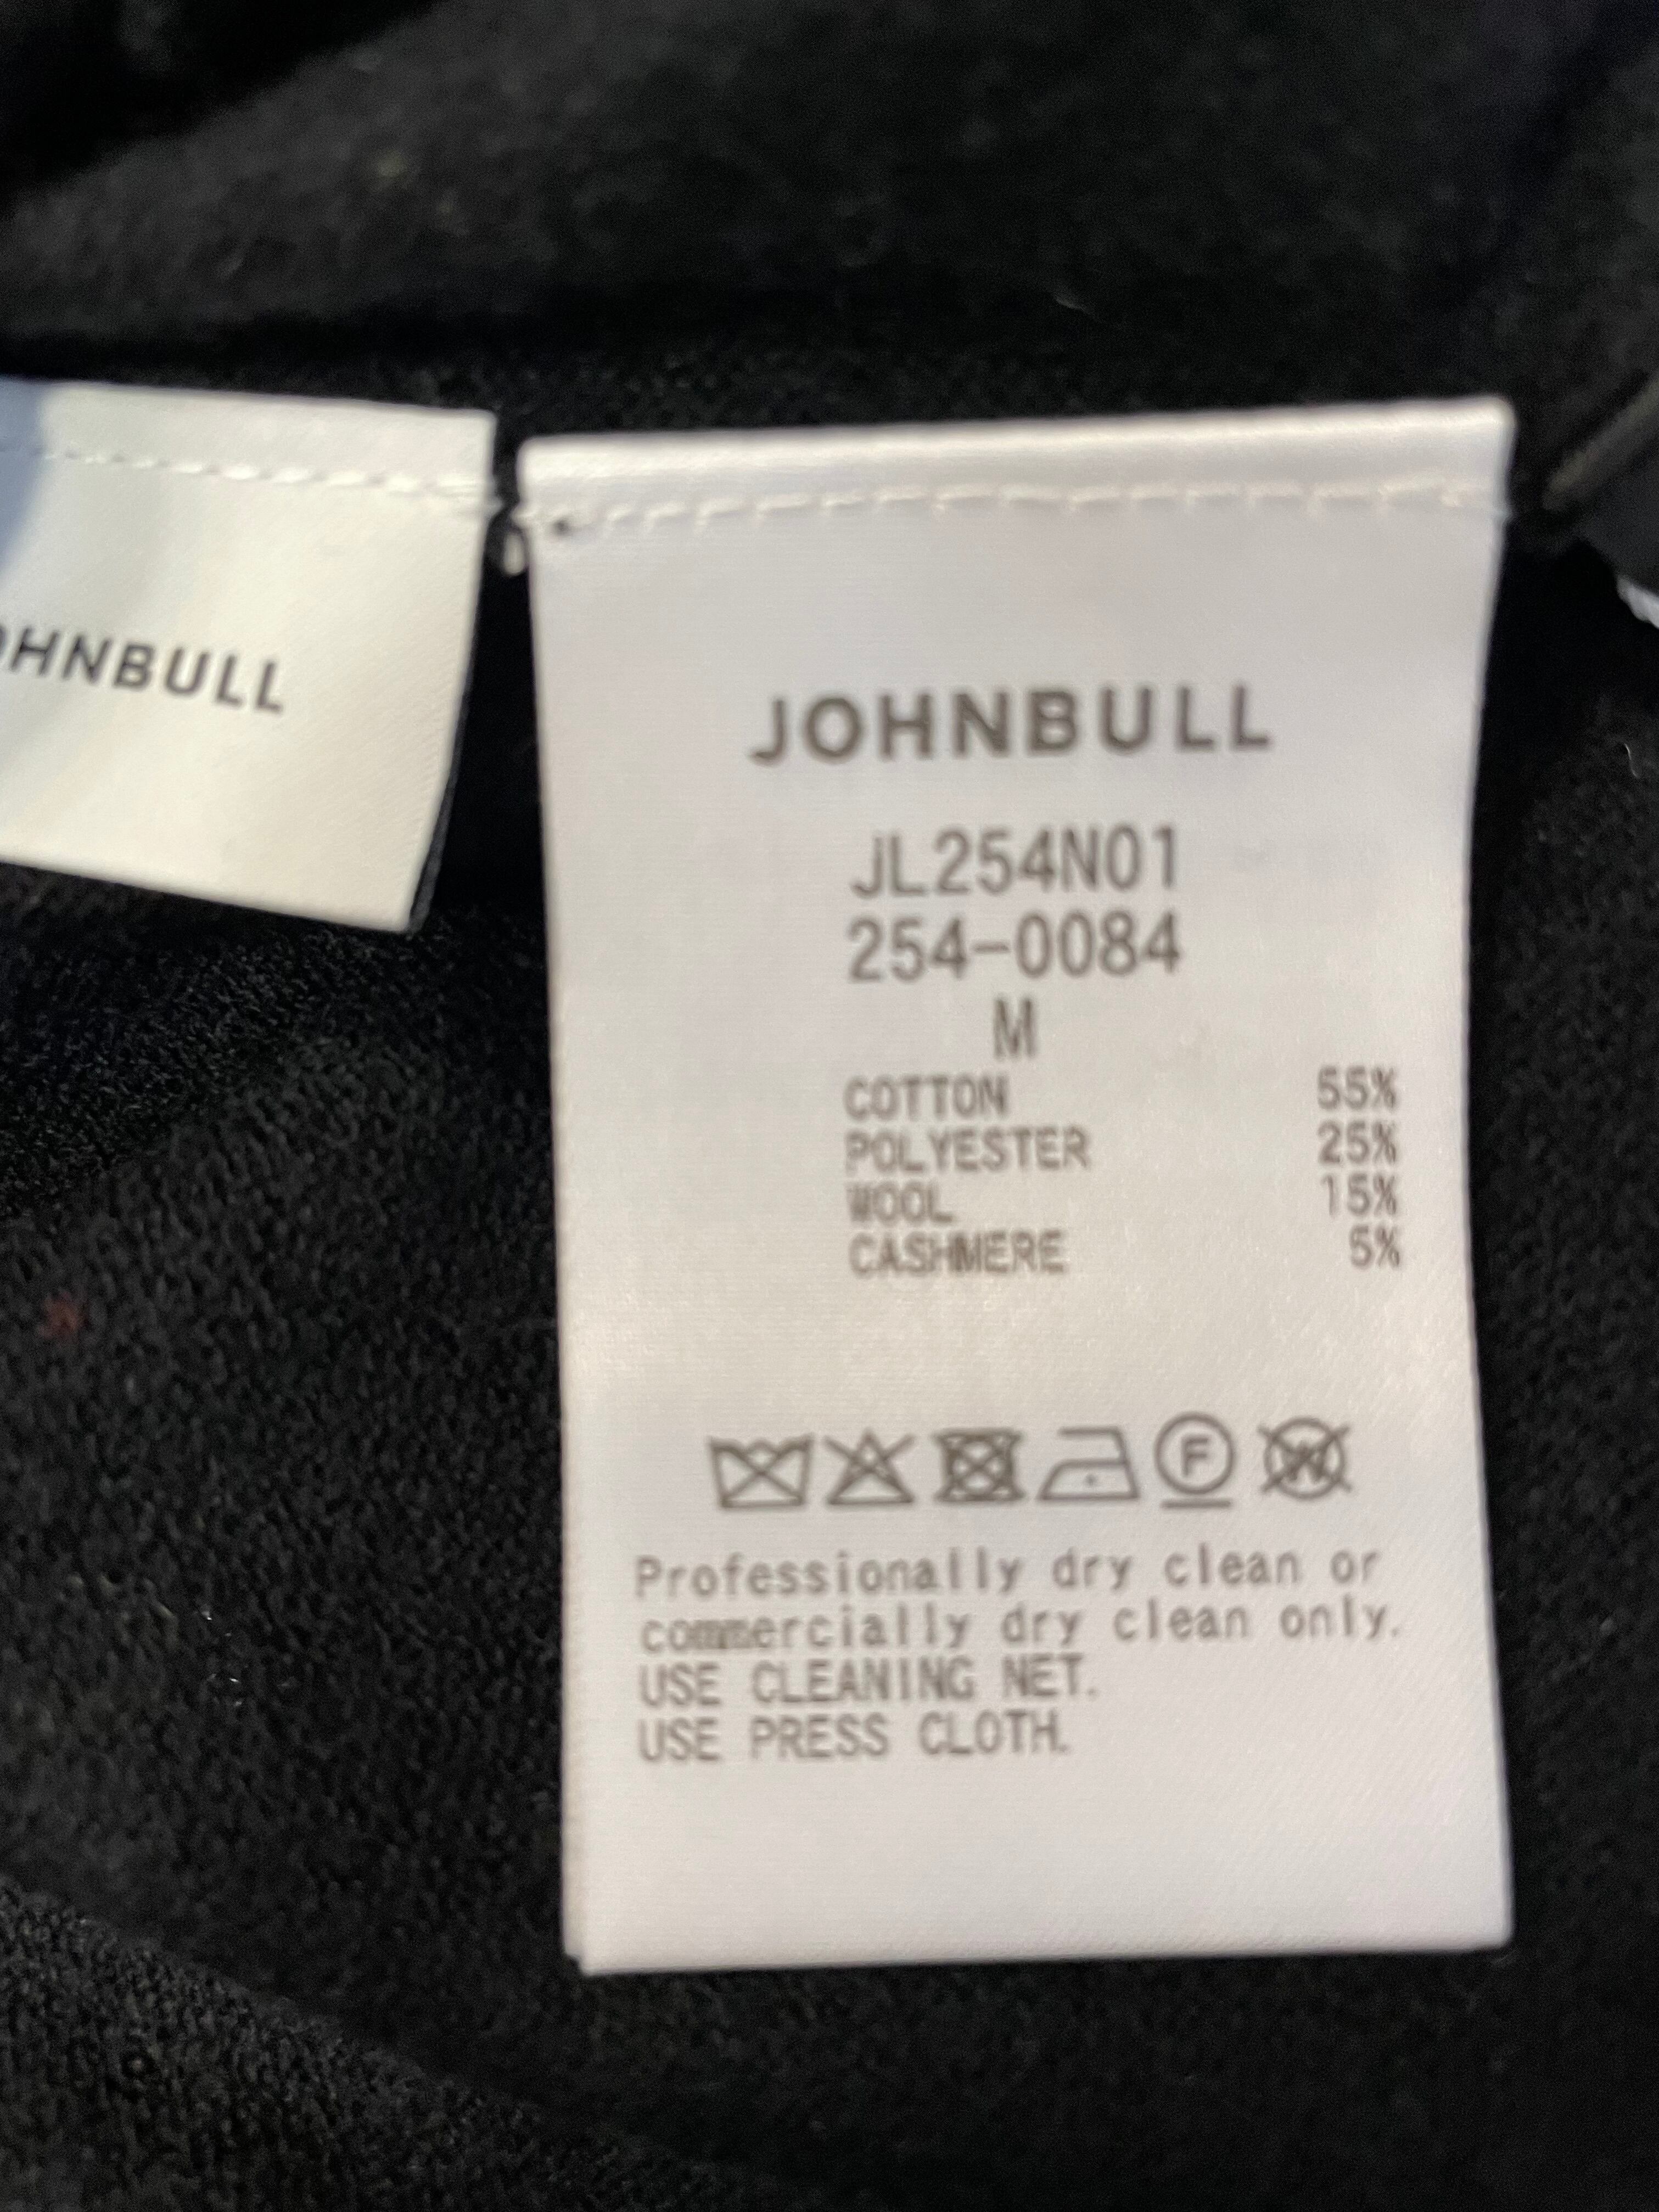 OHNBULL
JOHNBULL
JL254N01
254-0084
M
COTTON 55%
POLYESTER 25%
WOOL 15%
CASHMERE 5%
F W
Professionally dry clean or
commercially dry clean only.
USE CLEANING NET.
USE PRESS CLOTH.